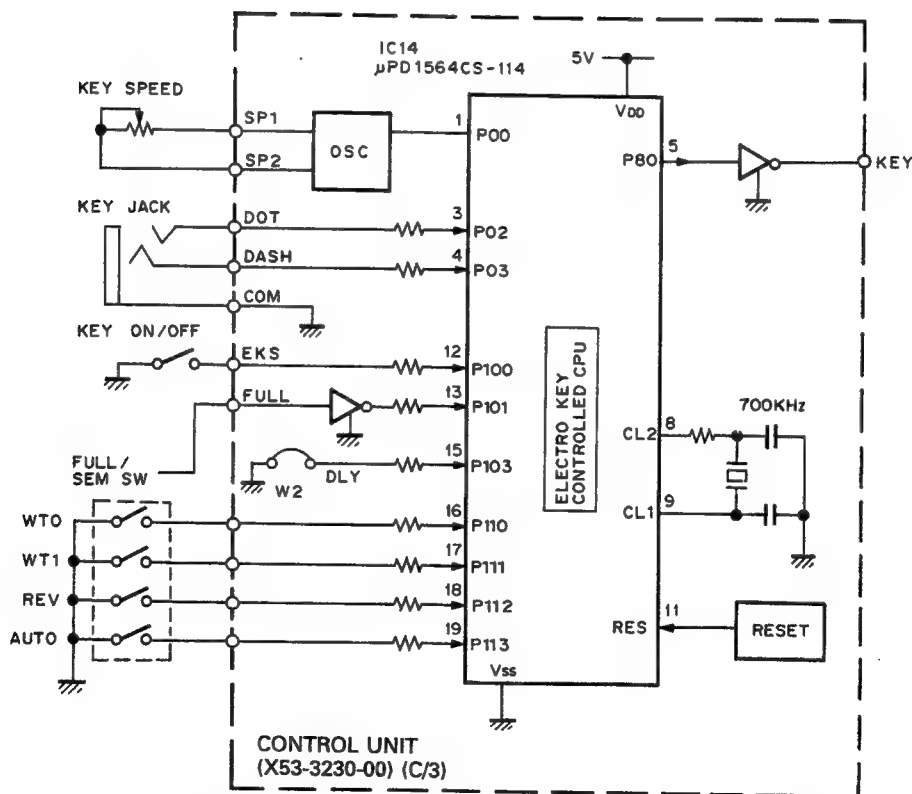 IC14
μPD1564CS-114
5V
VDD
KEY SPEED
SP1
SP2
OSC
1
P00
5
P80
KEY
KEY JACK
DOT
3
P02
DASH
4
P03
COM
KEY ON/OFF
EKS
12
P100
FULL
13
P101
FULL/
SEM SW
W2
DLY
15
P103
ELECTRO KEY
CONTROLLED CPU
700KHz
CL2
8
CL1
9
WT0
16
P110
WT1
17
P111
REV
18
P112
AUTO
19
P113
RES
11
RESET
Vss
CONTROL UNIT
(X53-3230-00) (C/3)